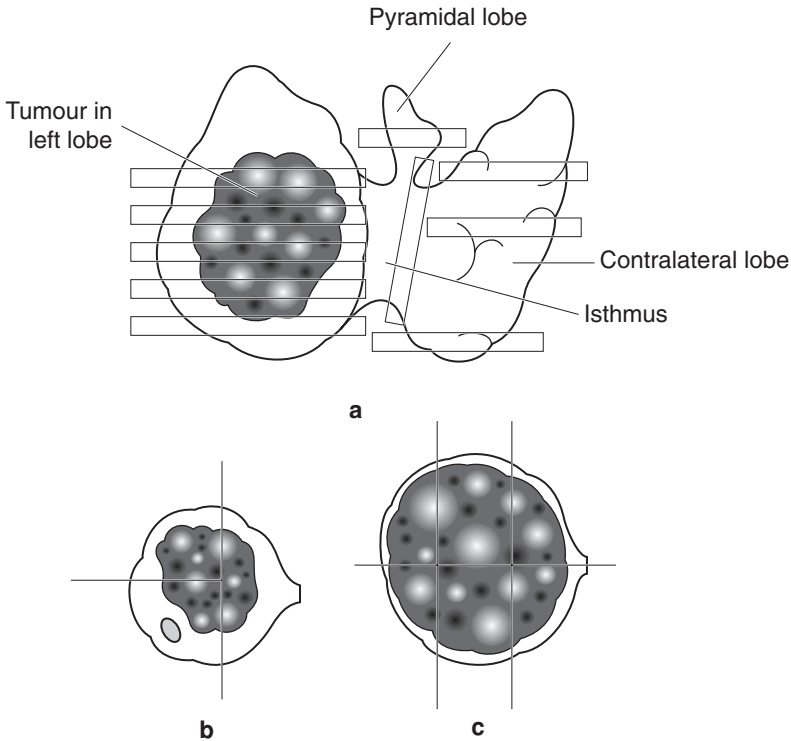 Pyramidal lobe
Tumour in
left lobe
Contralateral lobe
Isthmus
a
b
c